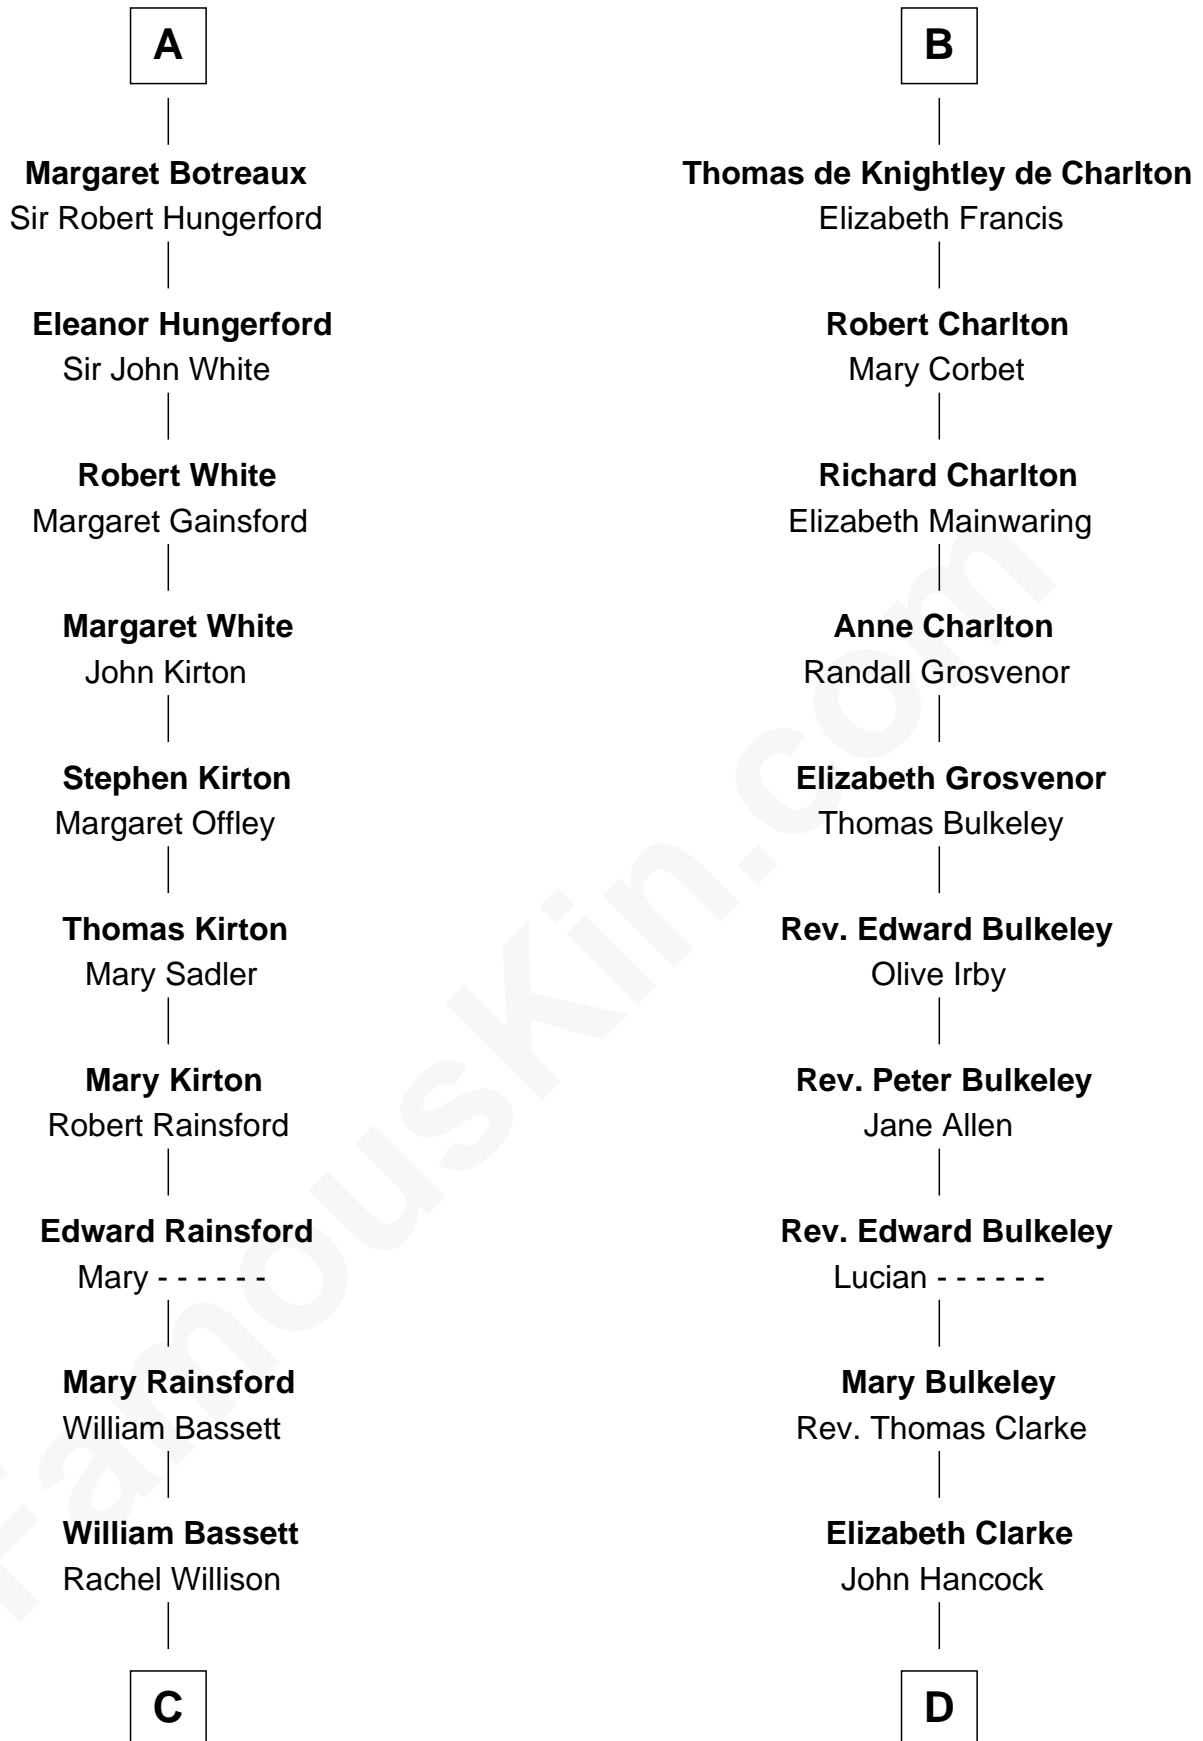 A
Margaret Botreaux
Sir Robert Hungerford
Eleanor Hungerford
Sir John White
Robert White
Margaret Gainsford
Margaret White
John Kirton
Stephen Kirton
Margaret Offley
Thomas Kirton
Mary Sadler
Mary Kirton
Robert Rainsford
Edward Rainsford
Mary - - - - - -
Mary Rainsford
William Bassett
William Bassett
Rachel Willison
C
B
Thomas de Knightley de Charlton
Elizabeth Francis
Robert Charlton
Mary Corbet
Richard Charlton
Elizabeth Mainwaring
Anne Charlton
Randall Grosvenor
Elizabeth Grosvenor
Thomas Bulkeley
Rev. Edward Bulkeley
Olive Irby
Rev. Peter Bulkeley
Jane Allen
Rev. Edward Bulkeley
Lucian - - - - - -
Mary Bulkeley
Rev. Thomas Clarke
Elizabeth Clarke
John Hancock
D
FamousKin.com